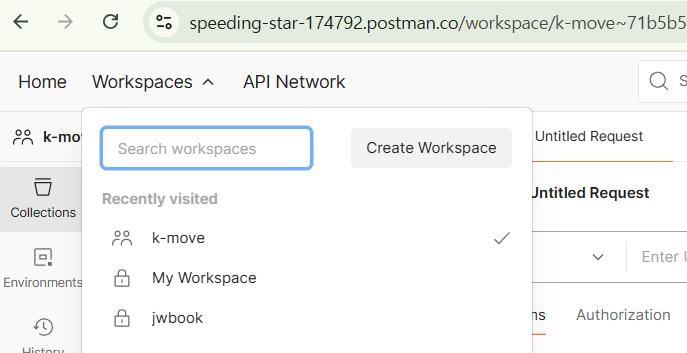 speeding-star-174792.postman.co/workspace/k-move~71b5b5
Home Workspaces API Network S
k-mo
Search workspaces Create Workspace Untitled Request
Recently visited Untitled Request
Collections
k-move
Environments My Workspace Enter U
jwbook ns Authorization
History